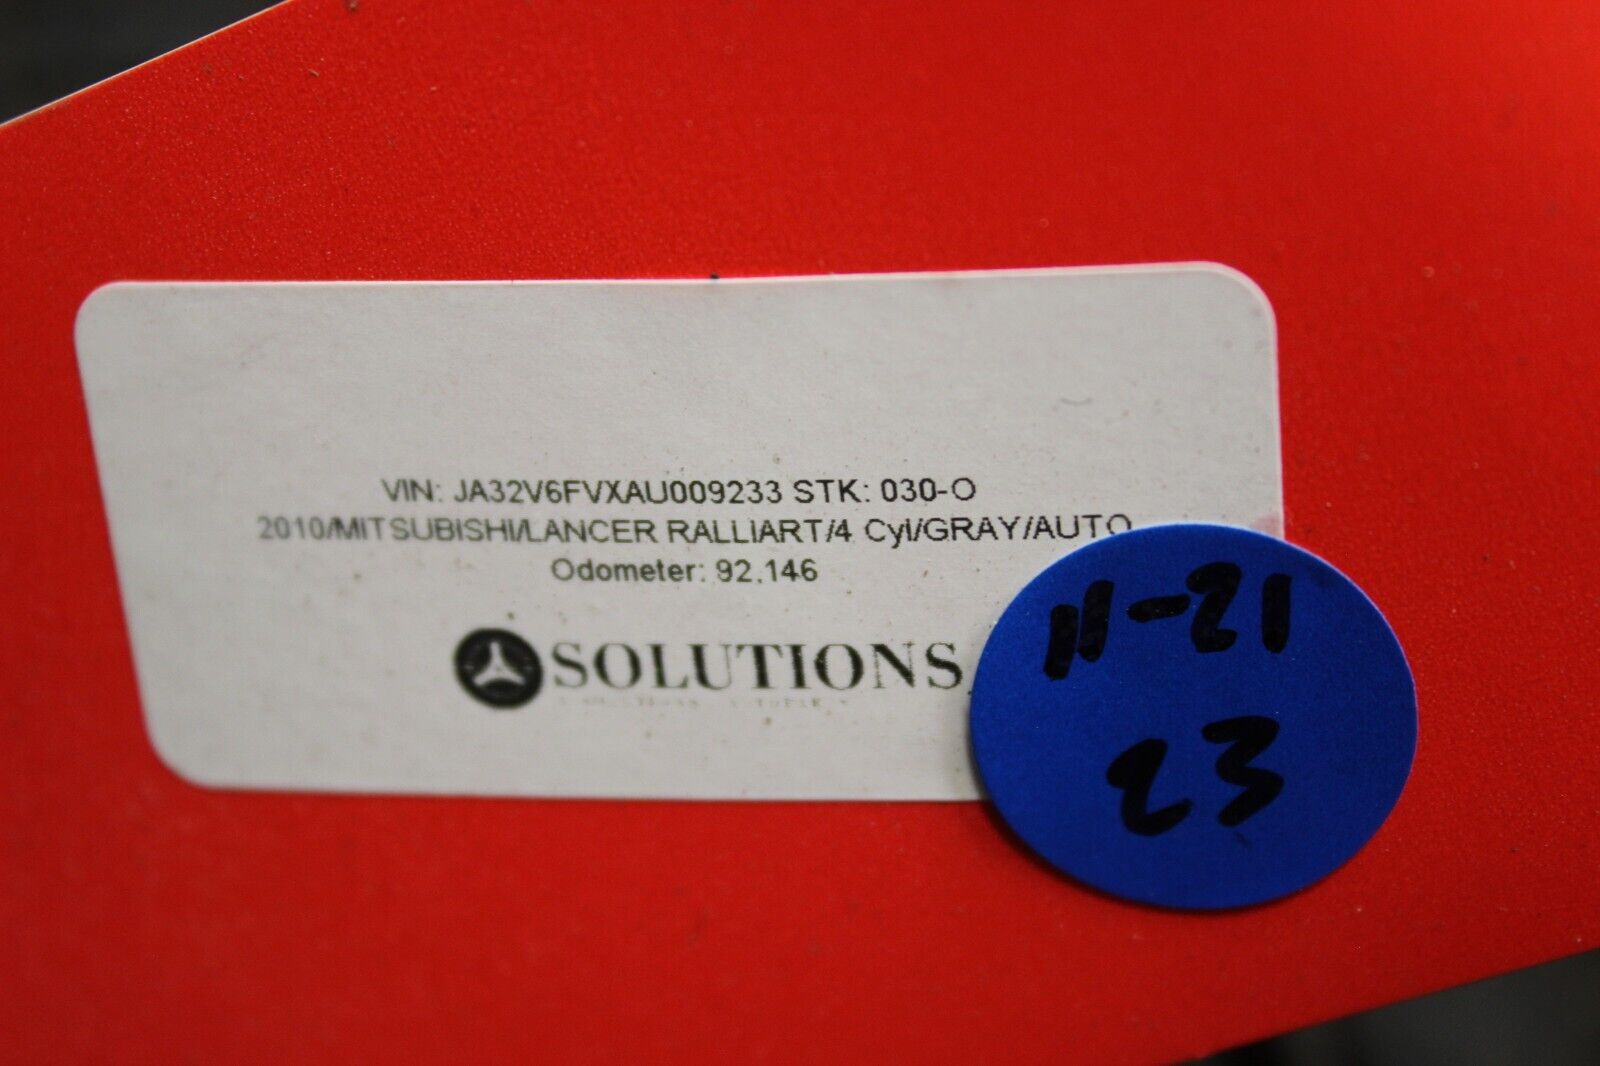 VIN: JA32V6FVXAU009233 STK: 030-O
2010/MITSUBISHI/LANCER RALLIART/4 Cyl/GRAY/AUTO
Odometer: 92,146
SOLUTIONS
11-21
23